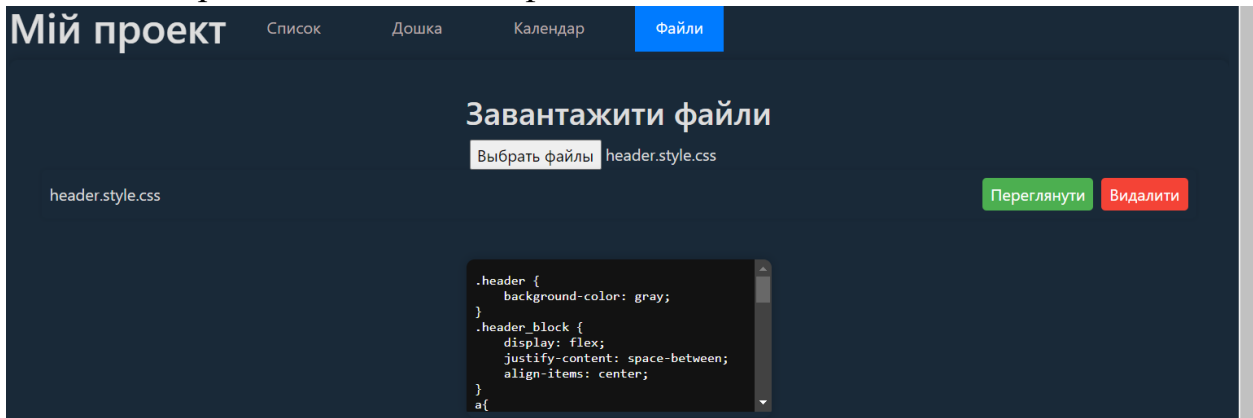 Мій проект Список Дошка Календар Файли
Завантажити файли
Выбрать файлы header.style.css
header.style.css Переглянути Видалити
.header {
background-color: gray;
}
.header_block {
display: flex;
justify-content: space-between;
align-items: center;
}
a{